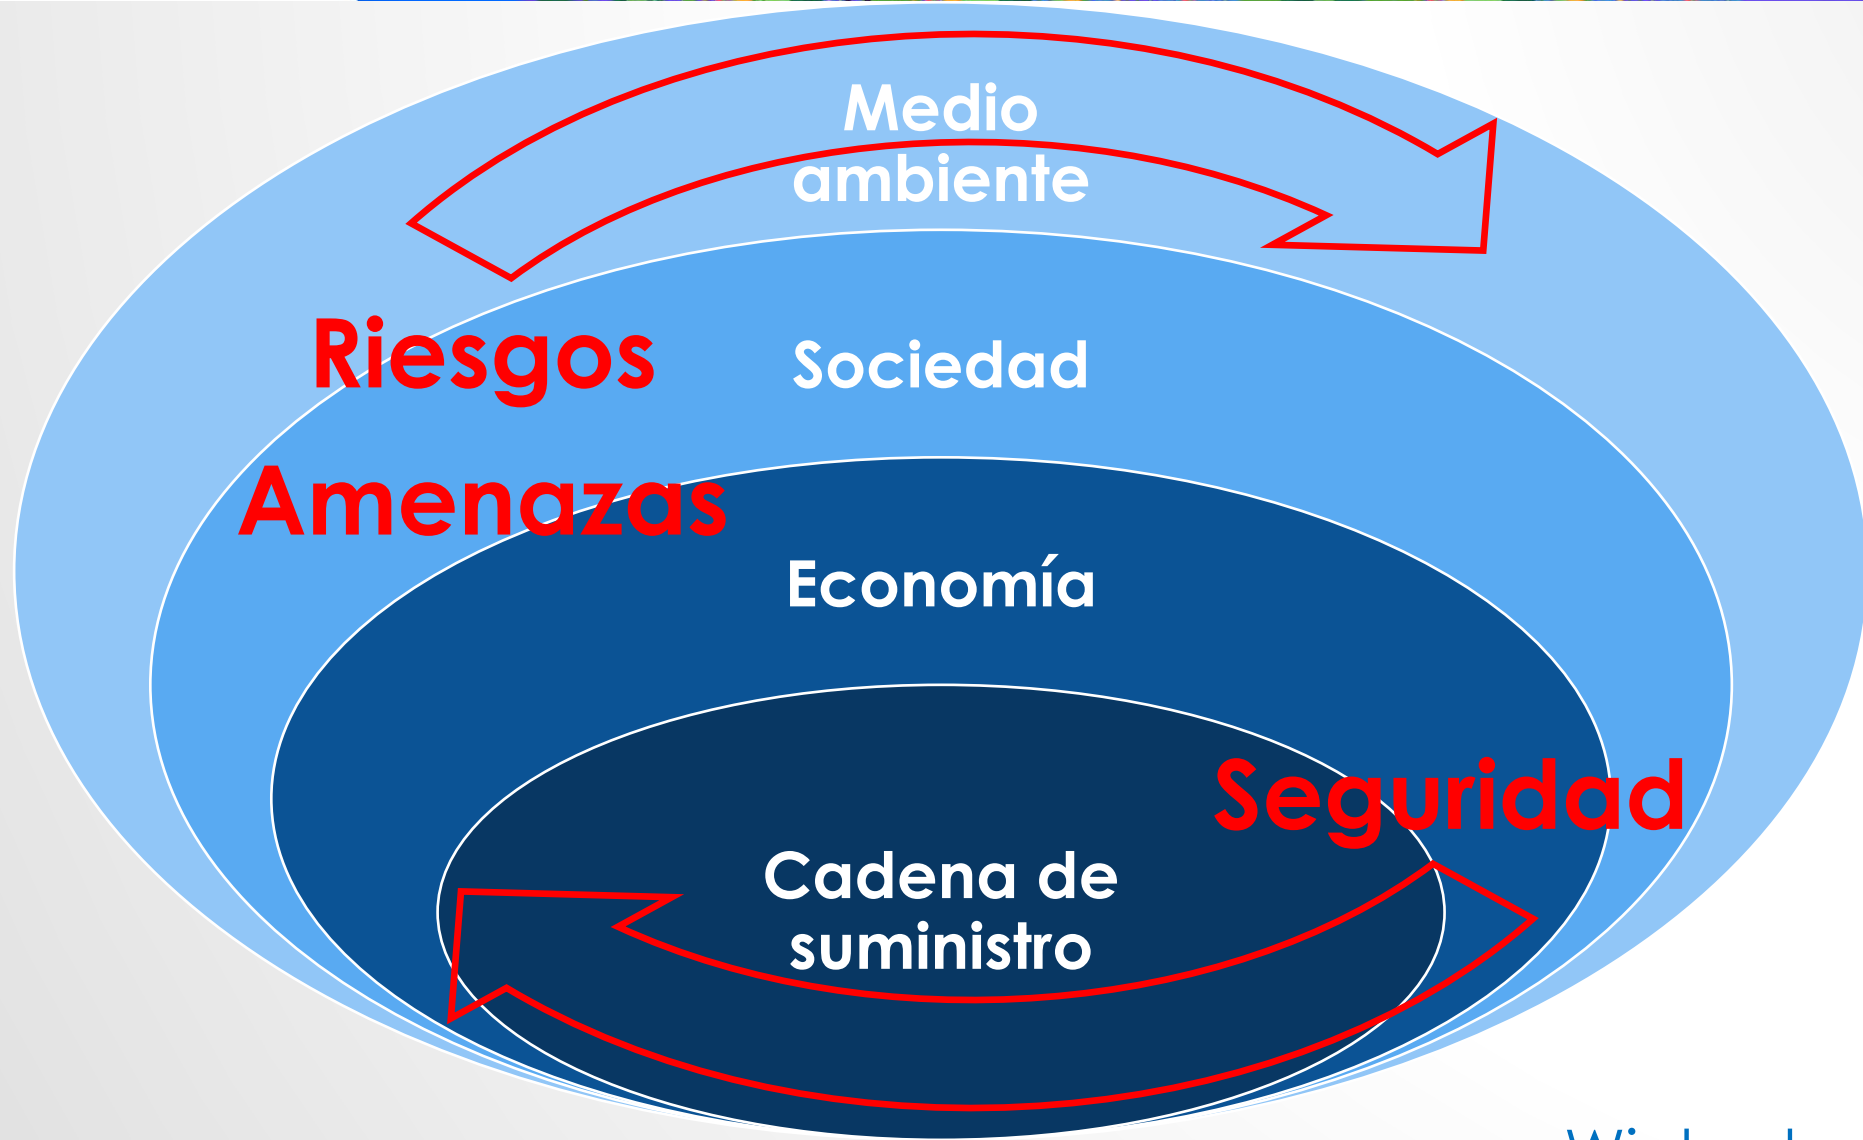 Medio
ambiente
Riesgos
Sociedad
Amenazas
Economía
Seguridad
Cadena de
suministro